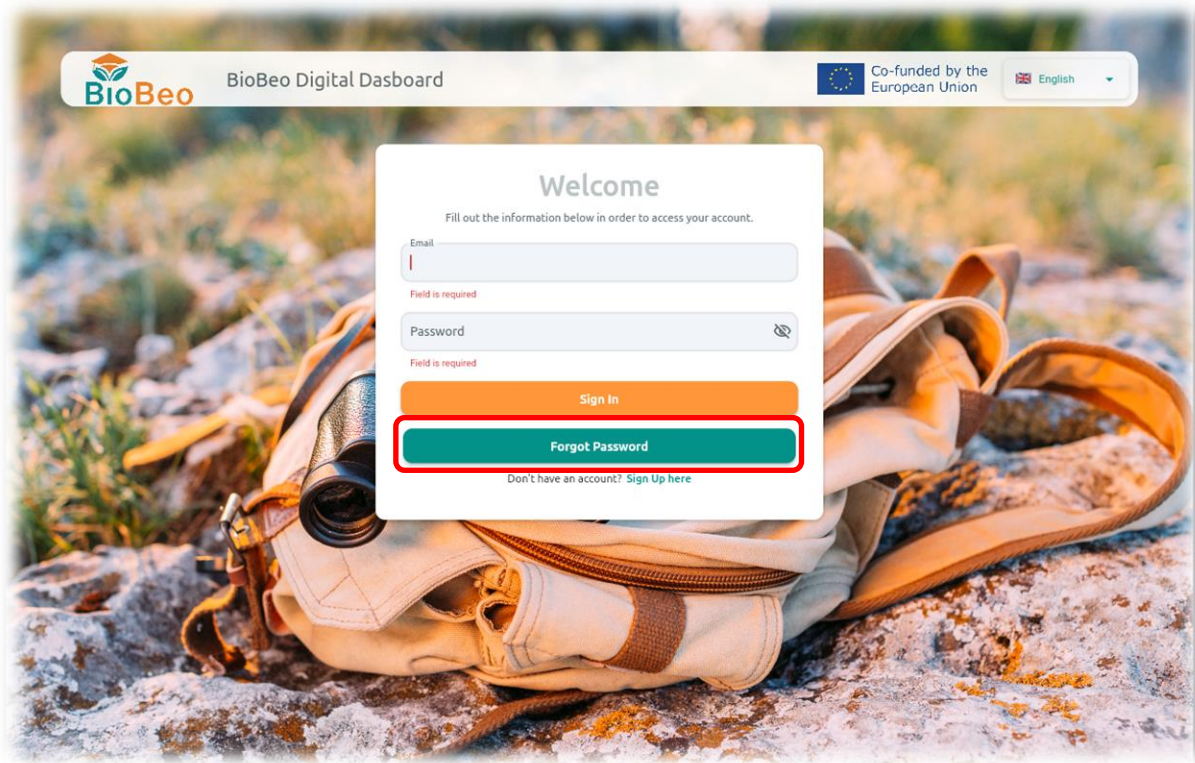 BioBeo
BioBeo Digital Dasboard
Co-funded by the
European Union
English
Welcome
Fill out the information below in order to access your account.
Email
Field is required
Password
Field is required
Sign In
Forgot Password
Don't have an account? Sign Up here